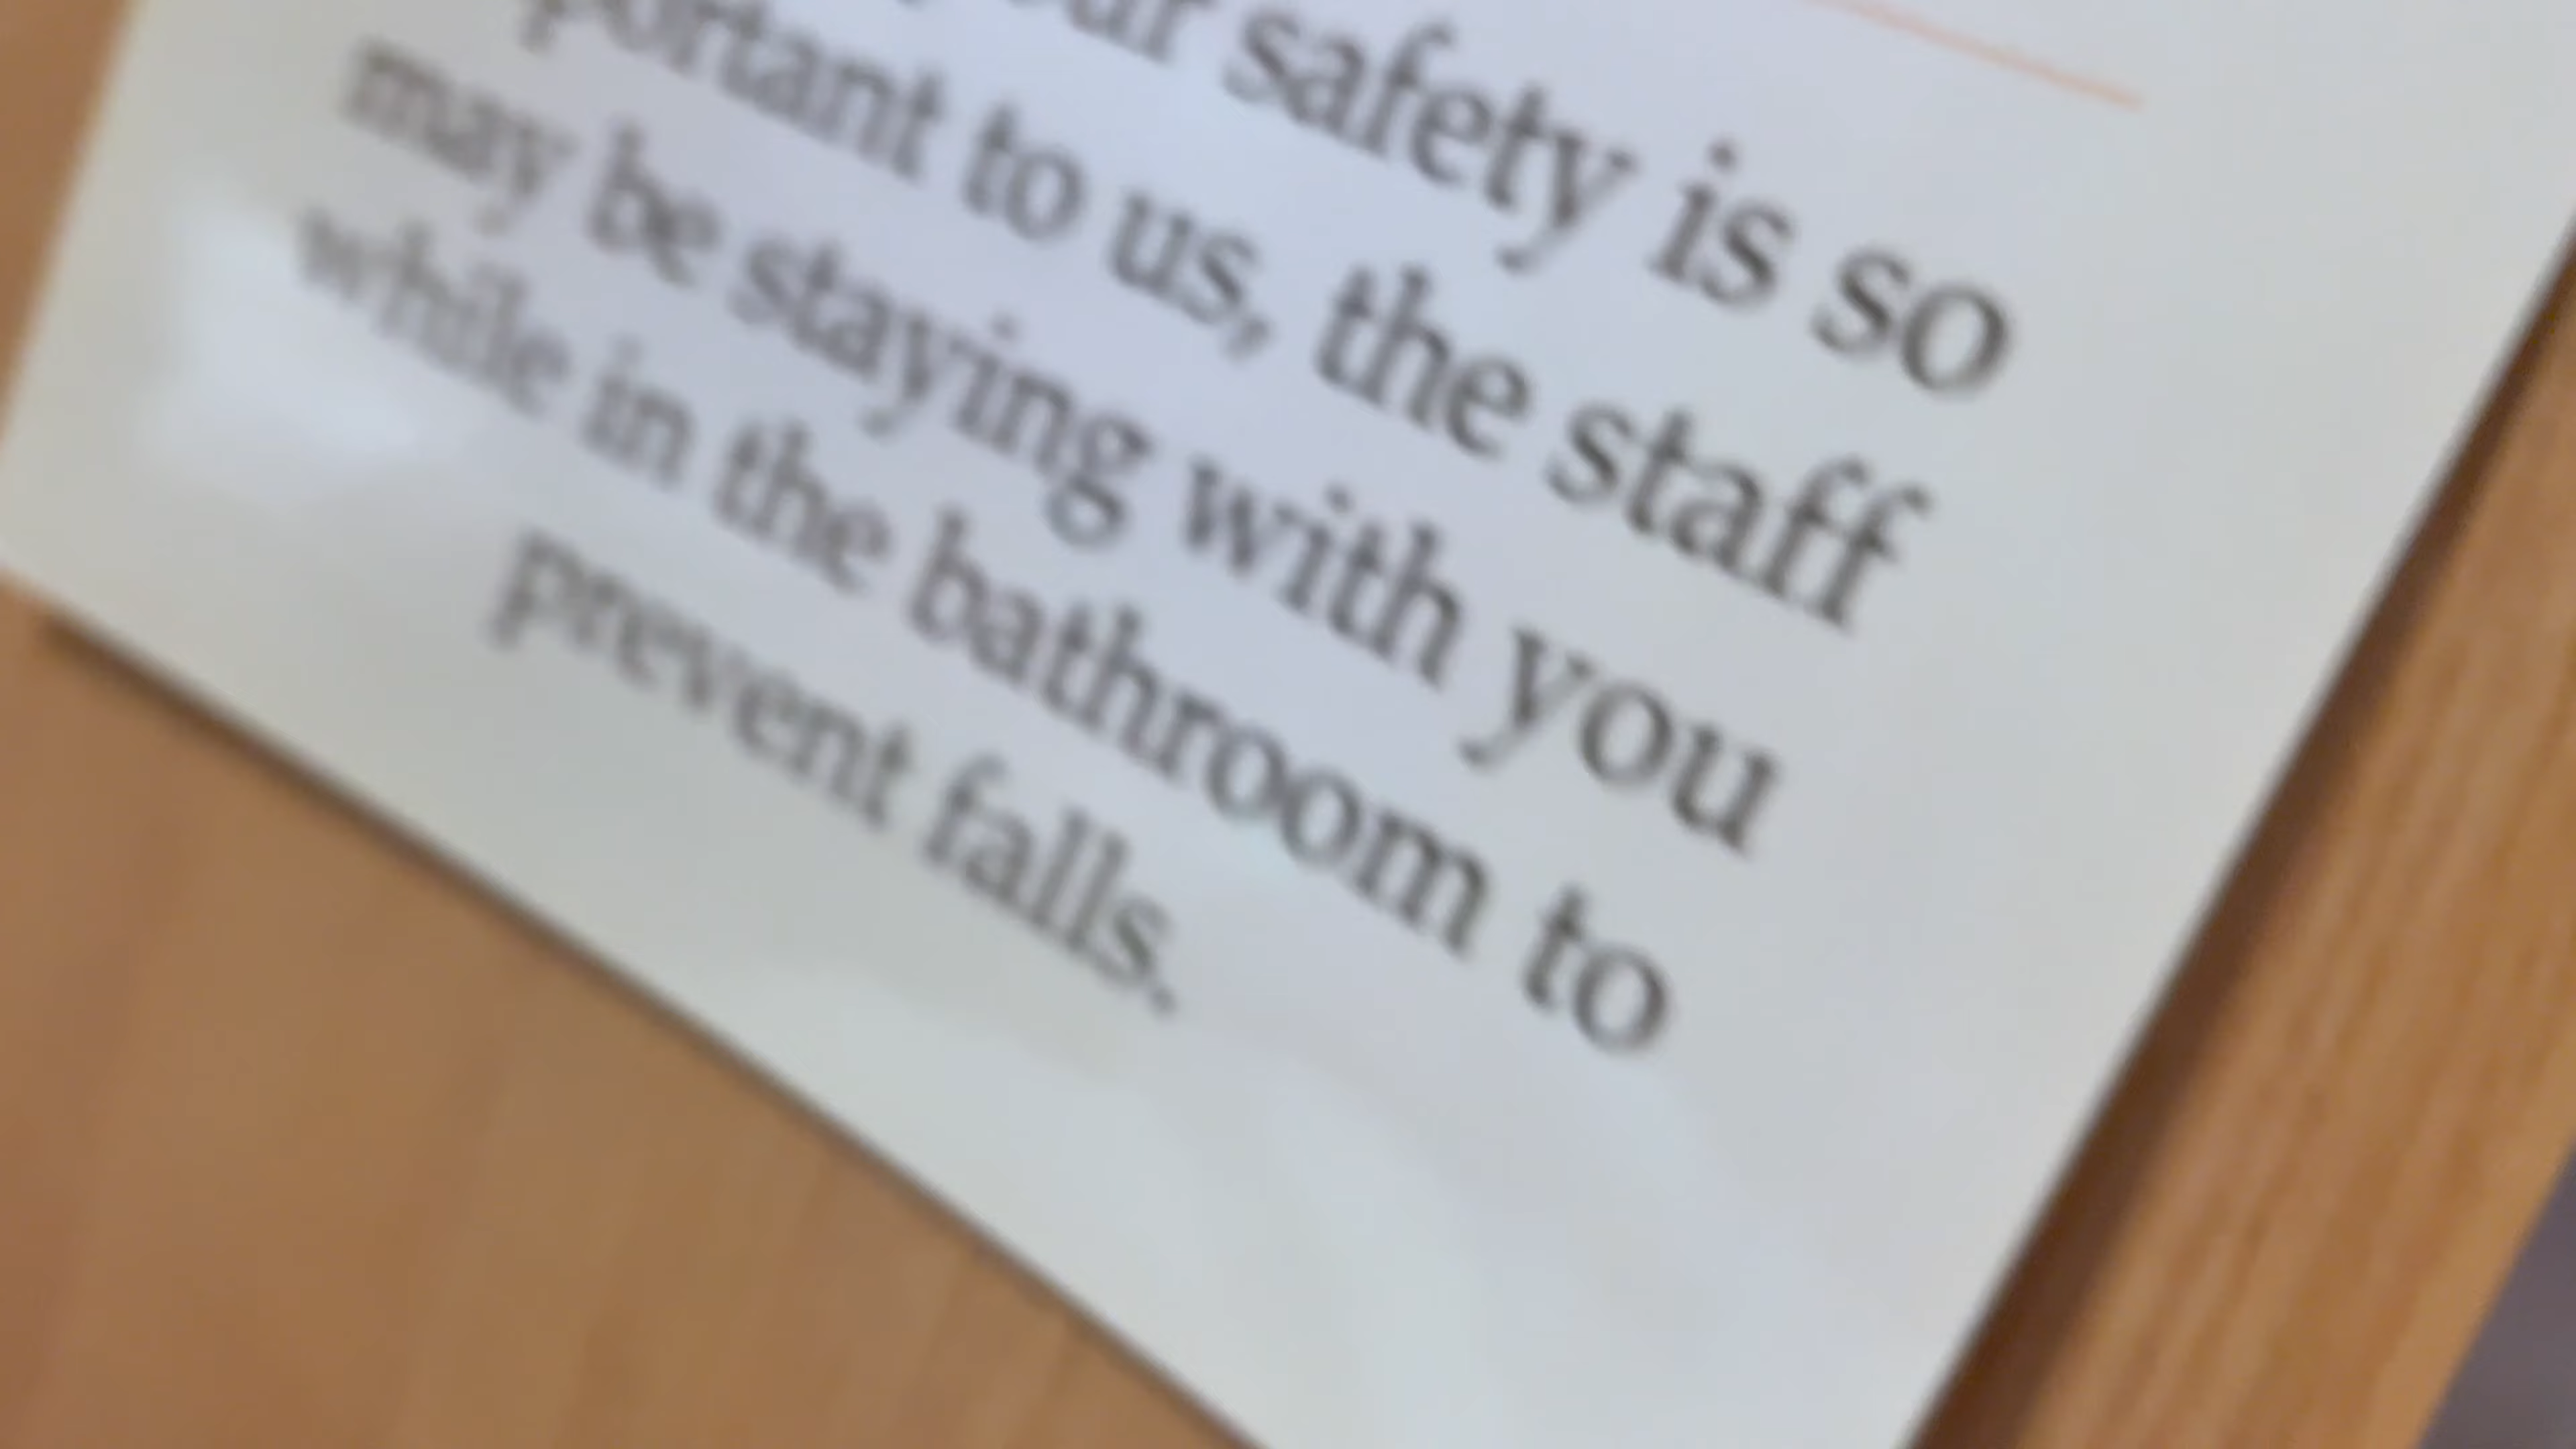 safety is so
portant to us, the staff
may be staying with you
while in the bathroom to
prevent falls.